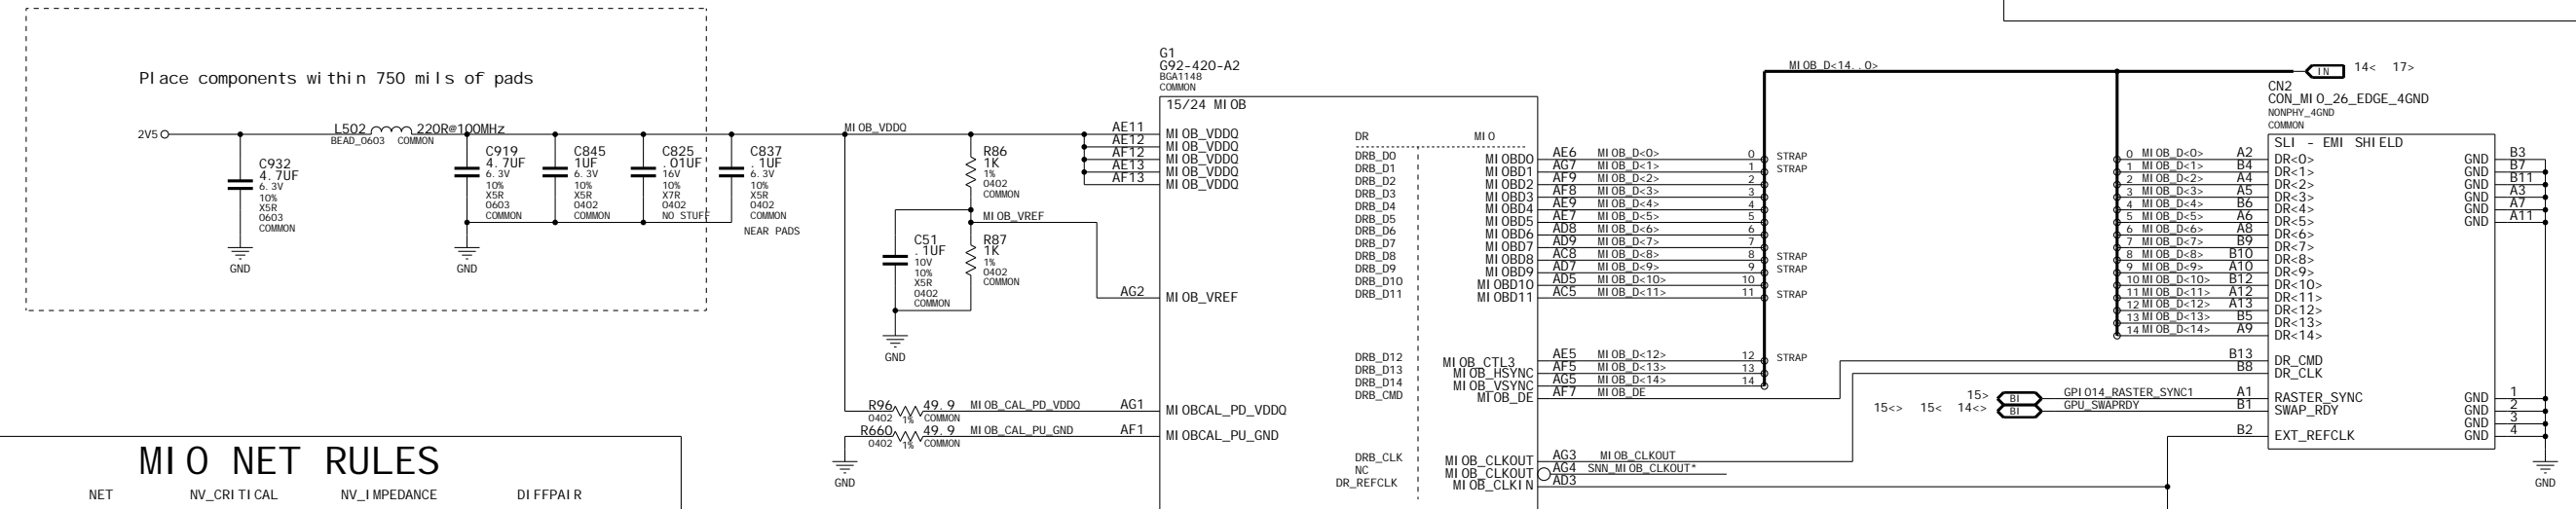 Place components within 750 mils of pads
2V5
L502
220R@100MHz
BEAD_0603 COMMON
C932
4.7UF
6.3V
10%
X5R
0603
COMMON
GND
C919
4.7UF
6.3V
10%
X5R
0603
COMMON
GND
C845
1UF
6.3V
10%
X5R
0402
COMMON
C825
.01UF
16V
10%
X7R
0402
NO STUFF
C837
.1UF
6.3V
10%
X5R
0402
COMMON
NEAR PADS
MIOB_VDDQ
R86
1K
1%
0402
COMMON
MIOB_VREF
C51
.1UF
10V
10%
X5R
0402
COMMON
GND
R87
1K
1%
0402
COMMON
R96 49.9 MIOB_CAL_PD_VDDQ
0402 1% COMMON
R660 49.9 MIOB_CAL_PU_GND
0402 1% COMMON
GND
G1
G92-420-A2
BGA1148
COMMON
15/24 MIOB
AE11 MIOB_VDDQ
AE12 MIOB_VDDQ
AF12 MIOB_VDDQ
AE13 MIOB_VDDQ
AF13 MIOB_VDDQ
AG2 MIOB_VREF
AG1 MIOBCAL_PD_VDDQ
AF1 MIOBCAL_PU_GND
DR MIO
DRB_D0 MIOBD0 AE6 MIOB_D<0> 0 STRAP
DRB_D1 MIOBD1 AG7 MIOB_D<1> 1 STRAP
DRB_D2 MIOBD2 AF9 MIOB_D<2> 2
DRB_D3 MIOBD3 AF8 MIOB_D<3> 3
DRB_D4 MIOBD4 AE9 MIOB_D<4> 4
DRB_D5 MIOBD5 AE7 MIOB_D<5> 5
DRB_D6 MIOBD6 AD8 MIOB_D<6> 6
DRB_D7 MIOBD7 AD9 MIOB_D<7> 7
DRB_D8 MIOBD8 AC8 MIOB_D<8> 8 STRAP
DRB_D9 MIOBD9 AD7 MIOB_D<9> 9 STRAP
DRB_D10 MIOBD10 AD5 MIOB_D<10> 10
DRB_D11 MIOBD11 AC5 MIOB_D<11> 11 STRAP
DRB_D12 MIOB_CTL3 AE5 MIOB_D<12> 12 STRAP
DRB_D13 MIOB_HSYNC AF5 MIOB_D<13> 13
DRB_D14 MIOB_VSYNC AG5 MIOB_D<14> 14
DRB_CMD MIOB_DE AF7 MIOB_DE
DRB_CLK MIOB_CLKOUT AG3 MIOB_CLKOUT
NC MIOB_CLKOUT AG4 SNN_MIOB_CLKOUT*
DR_REFCLK MIOB_CLKIN AD3
MIOB_D<14..0>
IN 14< 17>
CN2
CON_MIO_26_EDGE_4GND
NONPHY_4GND
COMMON
SLI - EMI SHIELD
0 MIOB_D<0> A2 DR<0> GND B3
1 MIOB_D<1> B4 DR<1> GND B7
2 MIOB_D<2> A4 DR<2> GND B11
3 MIOB_D<3> A5 DR<3> GND A3
4 MIOB_D<4> B6 DR<4> GND A7
5 MIOB_D<5> A6 DR<5> GND A11
6 MIOB_D<6> A8 DR<6>
7 MIOB_D<7> B9 DR<7>
8 MIOB_D<8> B10 DR<8>
9 MIOB_D<9> A10 DR<9>
10 MIOB_D<10> B12 DR<10>
11 MIOB_D<11> A12 DR<11>
12 MIOB_D<12> A13 DR<12>
13 MIOB_D<13> B5 DR<13>
14 MIOB_D<14> A9 DR<14>
B13 DR_CMD
B8 DR_CLK
15> BI GPIO14_RASTER_SYNC1 A1 RASTER_SYNC GND 1
15<> 15< 14<> BI GPU_SWAPRDY B1 SWAP_RDY GND 2
GND 3
B2 EXT_REFCLK GND 4
GND
MIO NET RULES
NET NV_CRITICAL NV_IMPEDANCE DIFFPAIR